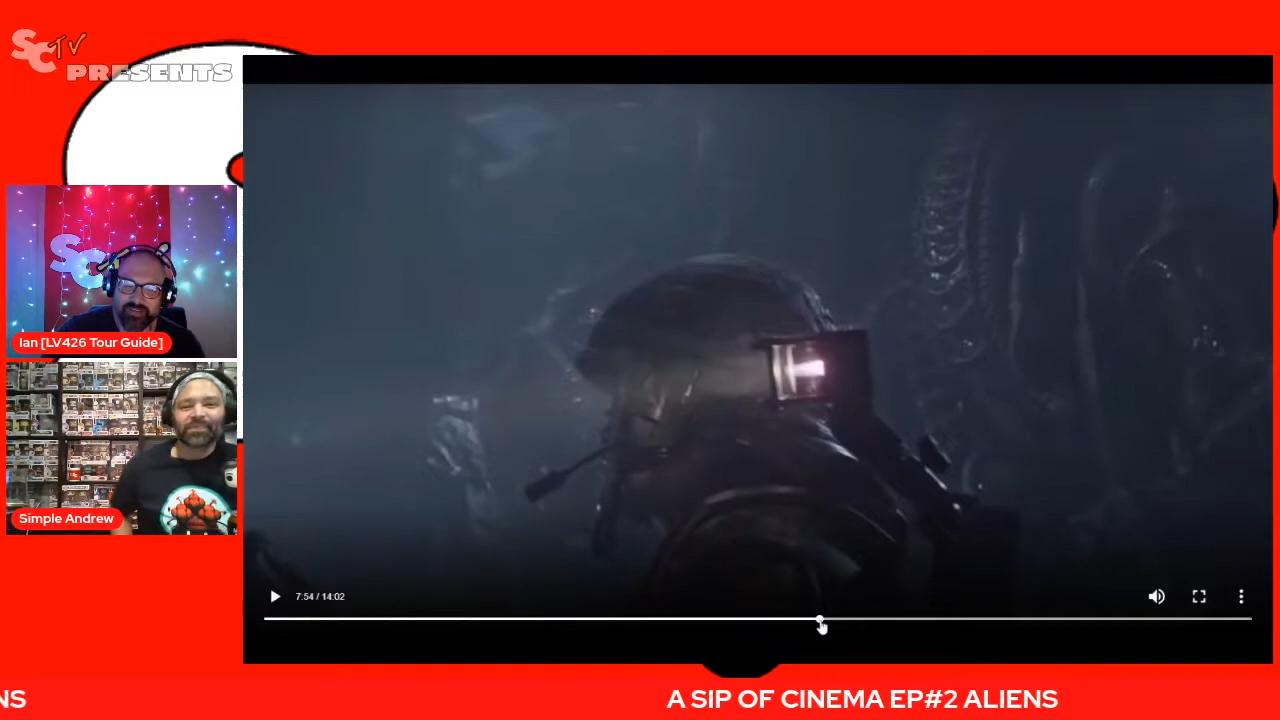 SC TV
PRESENTS
SC
Ian [LV426 Tour Guide]
Simple Andrew
7:54 / 14:02
NS
A SIP OF CINEMA EP#2 ALIENS